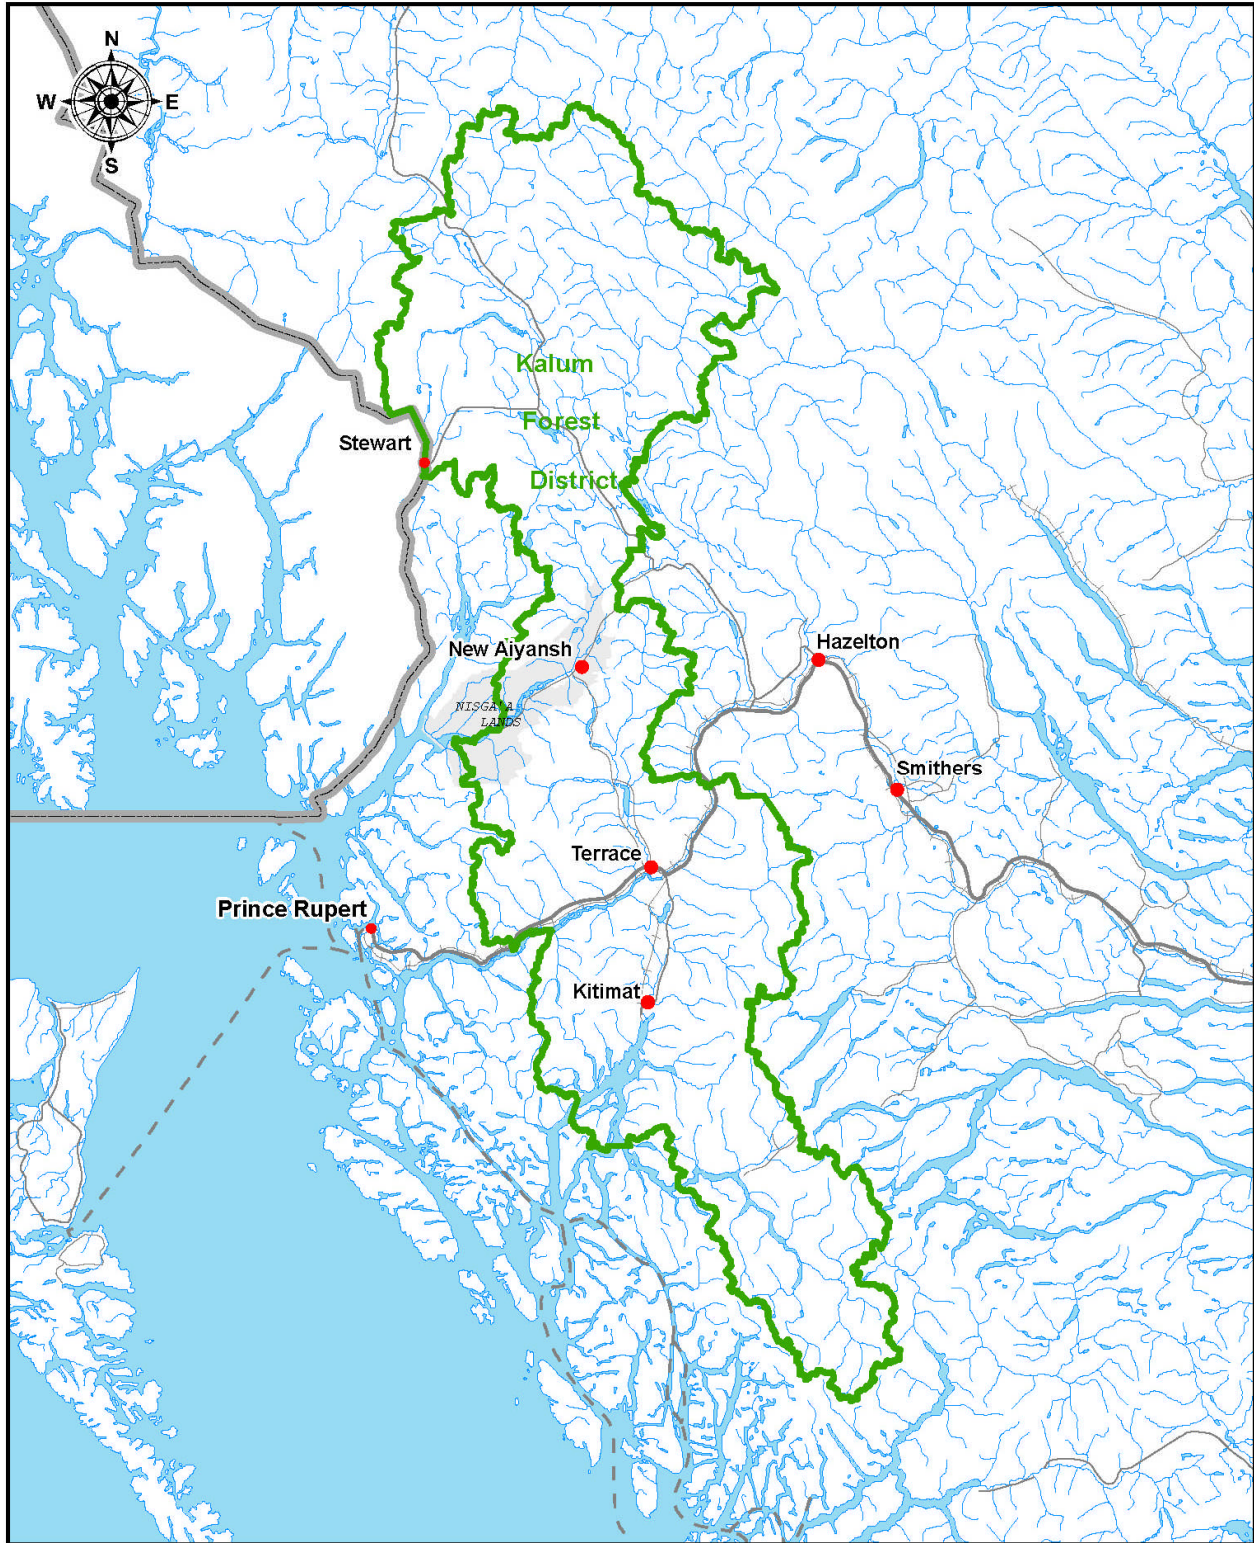 N
W E
S
Kalum
Forest
District
Stewart
New Aiyansh
Hazelton
NISGA'A
LANDS
Smithers
Terrace
Prince Rupert
Kitimat